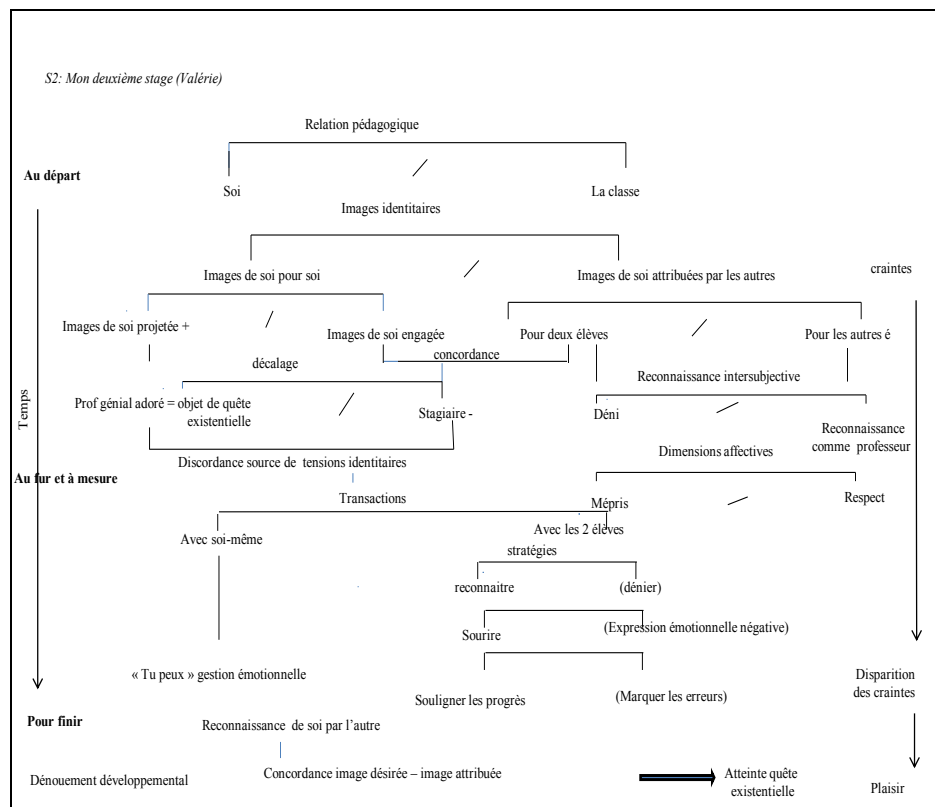 S2: Mon deuxième stage (Valérie)
Relation pédagogique
Au départ
Soi
La classe
Images identitaires
Images de soi pour soi
Images de soi attribuées par les autres
craintes
Images de soi projetée +
Images de soi engagée
Pour deux élèves
Pour les autres é
concordance
décalage
Reconnaissance intersubjective
Temps
Prof génial adoré = objet de quête
existentielle
Stagiaire -
Déni
Reconnaissance
comme professeur
Discordance source de tensions identitaires
Dimensions affectives
Au fur et à mesure
Transactions
Mépris
Respect
Avec soi-même
Avec les 2 élèves
stratégies
reconnaitre
(dénier)
Sourire
(Expression émotionnelle négative)
« Tu peux » gestion émotionnelle
Souligner les progrès
(Marquer les erreurs)
Disparition
des craintes
Pour finir
Reconnaissance de soi par l’autre
Dénouement développemental
Concordance image désirée – image attribuée
Atteinte quête
existentielle
Plaisir